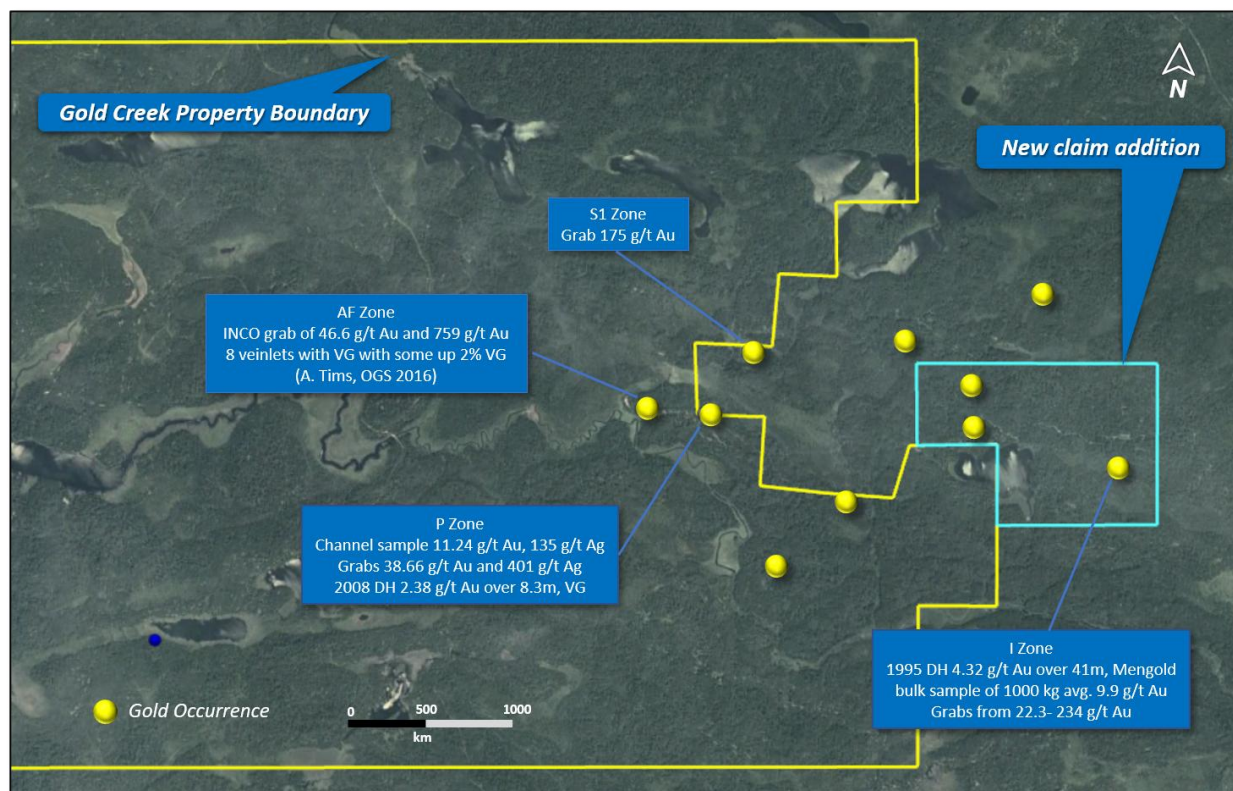 Gold Creek Property Boundary
N
New claim addition
S1 Zone
Grab 175 g/t Au
AF Zone
INCO grab of 46.6 g/t Au and 759 g/t Au
8 veinlets with VG with some up 2% VG
(A. Tims, OGS 2016)
P Zone
Channel sample 11.24 g/t Au, 135 g/t Ag
Grabs 38.66 g/t Au and 401 g/t Ag
2008 DH 2.38 g/t Au over 8.3m, VG
I Zone
1995 DH 4.32 g/t Au over 41m, Mengold
bulk sample of 1000 kg avg. 9.9 g/t Au
Grabs from 22.3- 234 g/t Au
Gold Occurrence
0 500 1000
km